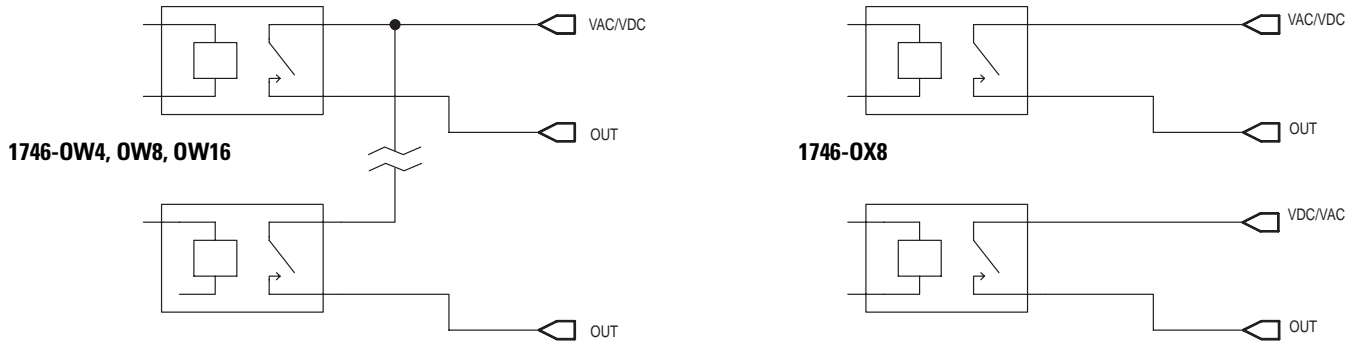 VAC/VDC
OUT
1746-OW4, OW8, OW16
OUT
VAC/VDC
OUT
1746-OX8
VDC/VAC
OUT